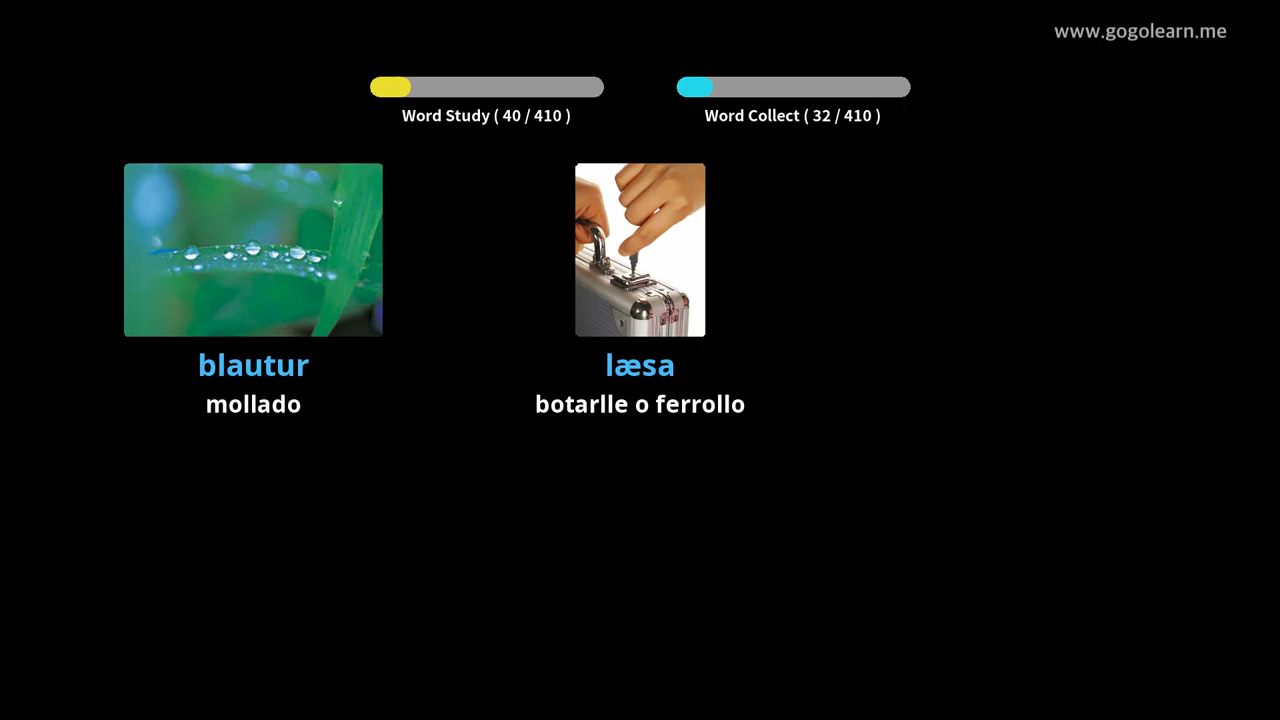 www.gogolearn.me
Word Study ( 40 / 410 )
Word Collect ( 32 / 410 )
blautur
mollado
læsa
botarlle o ferrollo